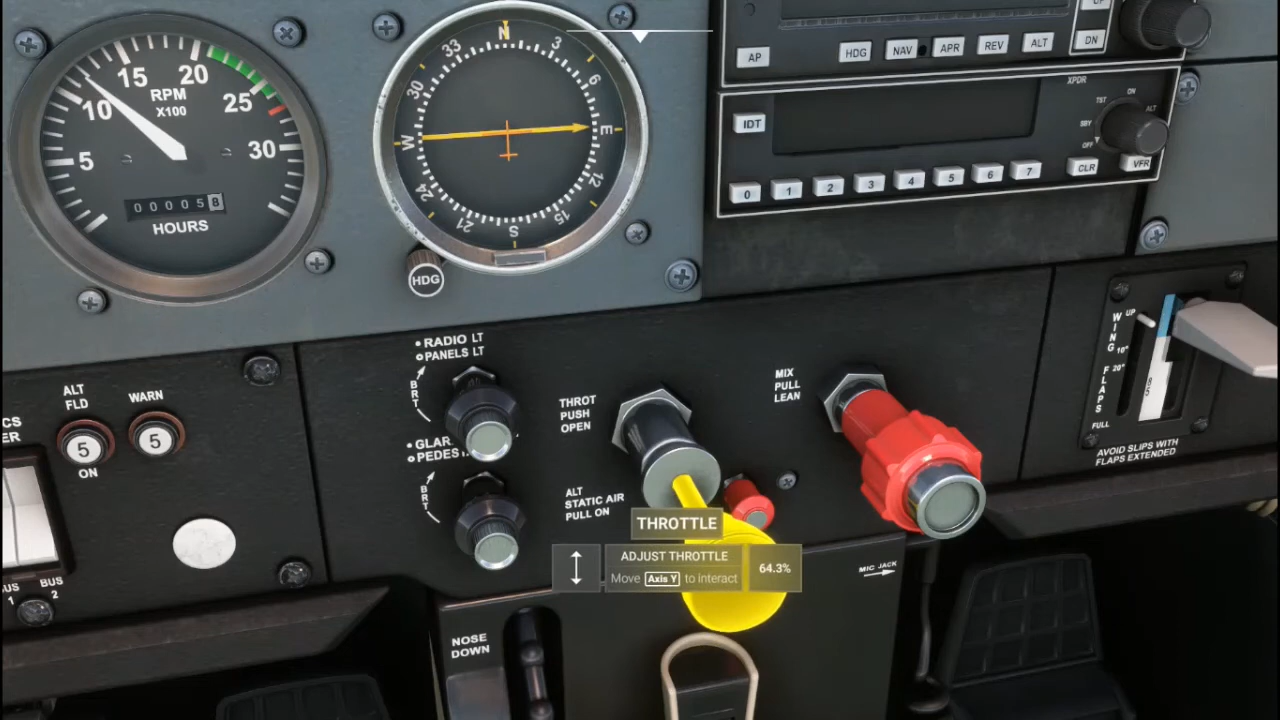 5
10
15
20
25
30
RPM
X100
000058
HOURS
N
3
6
E
12
15
S
21
24
W
30
33
HDG
AP
HDG
NAV
APR
REV
ALT
DN
XPDR
IDT
TST
ON
ALT
SBY
OFF
0
1
2
3
4
5
6
7
CLR
VFR
ALT
FLD
5
ON
WARN
5
BUS
2
1
RADIO LT
PANELS LT
BRT
BRT
THROT
PUSH
OPEN
ALT
STATIC AIR
PULL ON
MIX
PULL
LEAN
WING FLAPS
UP
10°
20°
FULL
AVOID SLIPS WITH
FLAPS EXTENDED
THROTTLE
ADJUST THROTTLE
Move Axis Y to interact
64.3%
MIC JACK
NOSE
DOWN